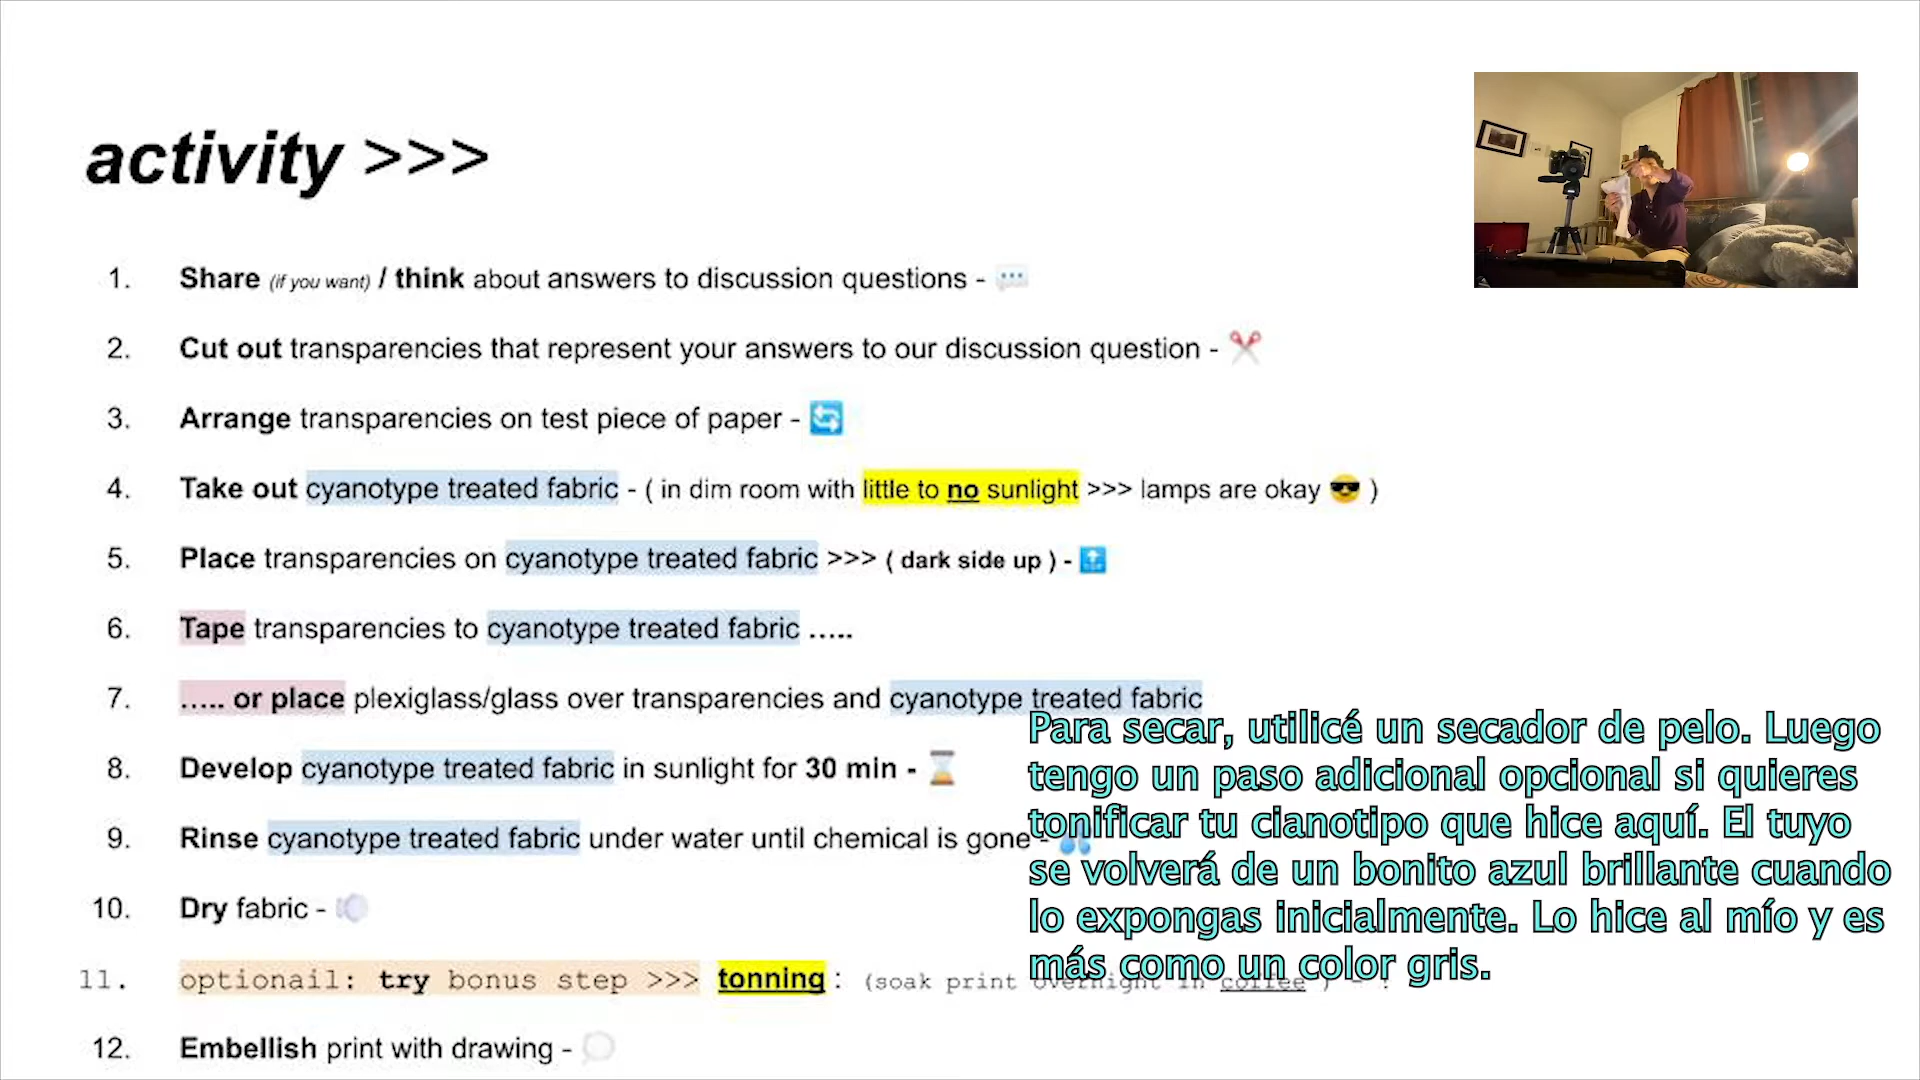 activity >>>
1. Share (if you want) / think about answers to discussion questions - 💬
2. Cut out transparencies that represent your answers to our discussion question - ✂️
3. Arrange transparencies on test piece of paper - 🔄
4. Take out cyanotype treated fabric - ( in dim room with little to no sunlight >>> lamps are okay 😎 )
5. Place transparencies on cyanotype treated fabric >>> ( dark side up ) - 🔝
6. Tape transparencies to cyanotype treated fabric .....
7. ..... or place plexiglass/glass over transparencies and cyanotype treated fabric
8. Develop cyanotype treated fabric in sunlight for 30 min - ⌛
9. Rinse cyanotype treated fabric under water until chemical is gone - 💦
10. Dry fabric - 💨
11. optionail: try bonus step >>> tonning: (soak print overnight in coffee ) - !
12. Embellish print with drawing - 💭
Para secar, utilicé un secador de pelo. Luego
tengo un paso adicional opcional si quieres
tonificar tu cianotipo que hice aquí. El tuyo
se volverá de un bonito azul brillante cuando
lo expongas inicialmente. Lo hice al mío y es
más como un color gris.